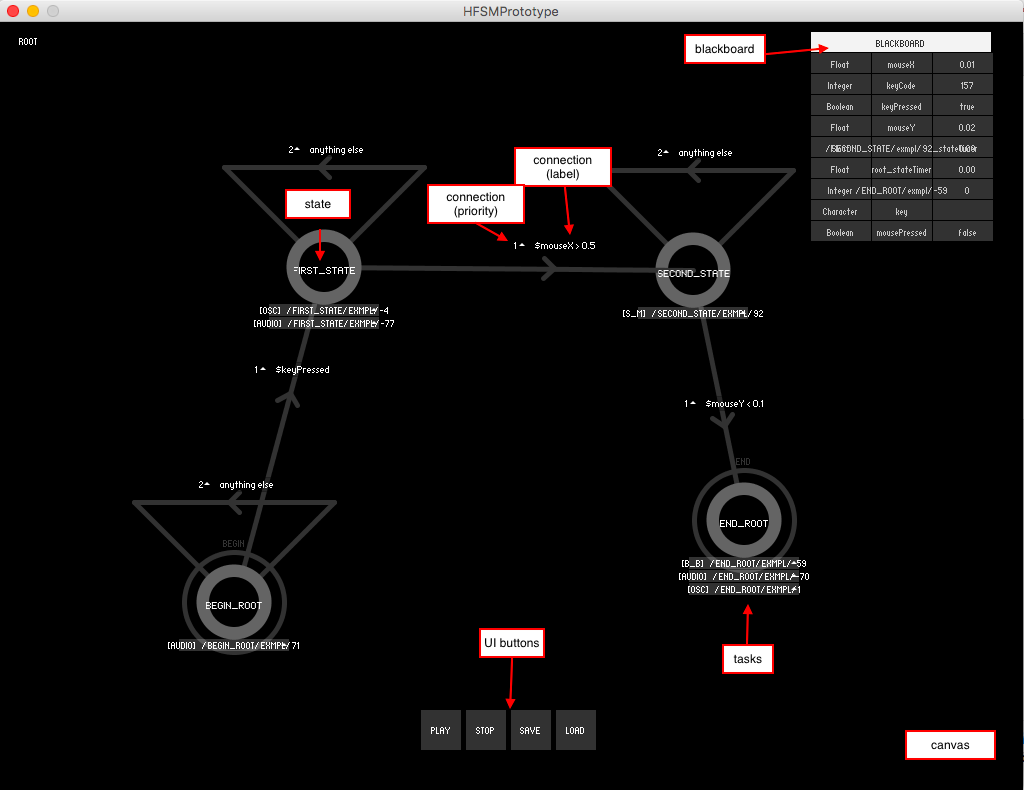 HFSMPrototype
ROOT
blackboard
BLACKBOARD
Float mouseX 0.01
Integer keyCode 157
Boolean keyPressed true
Float mouseY 0.02
/SECOND_STATE/exmpl/92_stateTimer
Float root_stateTimer 0.00
Integer /END_ROOT/exmpl/-59 0
Character key
Boolean mousePressed false
2 anything else
connection
(label)
2 anything else
state
connection
(priority)
1 $mouseX > 0.5
FIRST_STATE
SECOND_STATE
[OSC] /FIRST_STATE/EXMPL/-4
[AUDIO] /FIRST_STATE/EXMPL/-77
[S_M] /SECOND_STATE/EXMPL/92
1 $keyPressed
1 $mouseY < 0.1
END
2 anything else
END_ROOT
BEGIN
[B_B] /END_ROOT/EXMPL/-59
[AUDIO] /END_ROOT/EXMPL/-70
[OSC] /END_ROOT/EXMPL/1
BEGIN_ROOT
[AUDIO] /BEGIN_ROOT/EXMPL/71
UI buttons
tasks
PLAY STOP SAVE LOAD
canvas